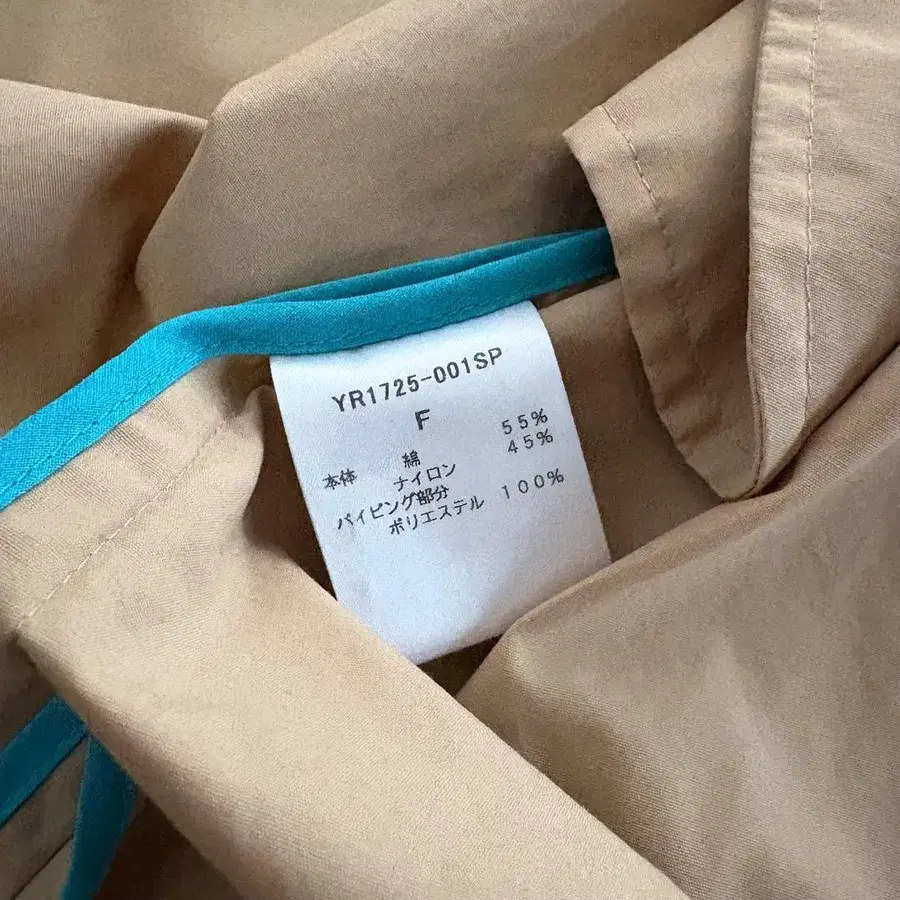 YR1725-001SP
F
本体 綿 55%
ナイロン 45%
パイピング部分
ポリエステル 100%